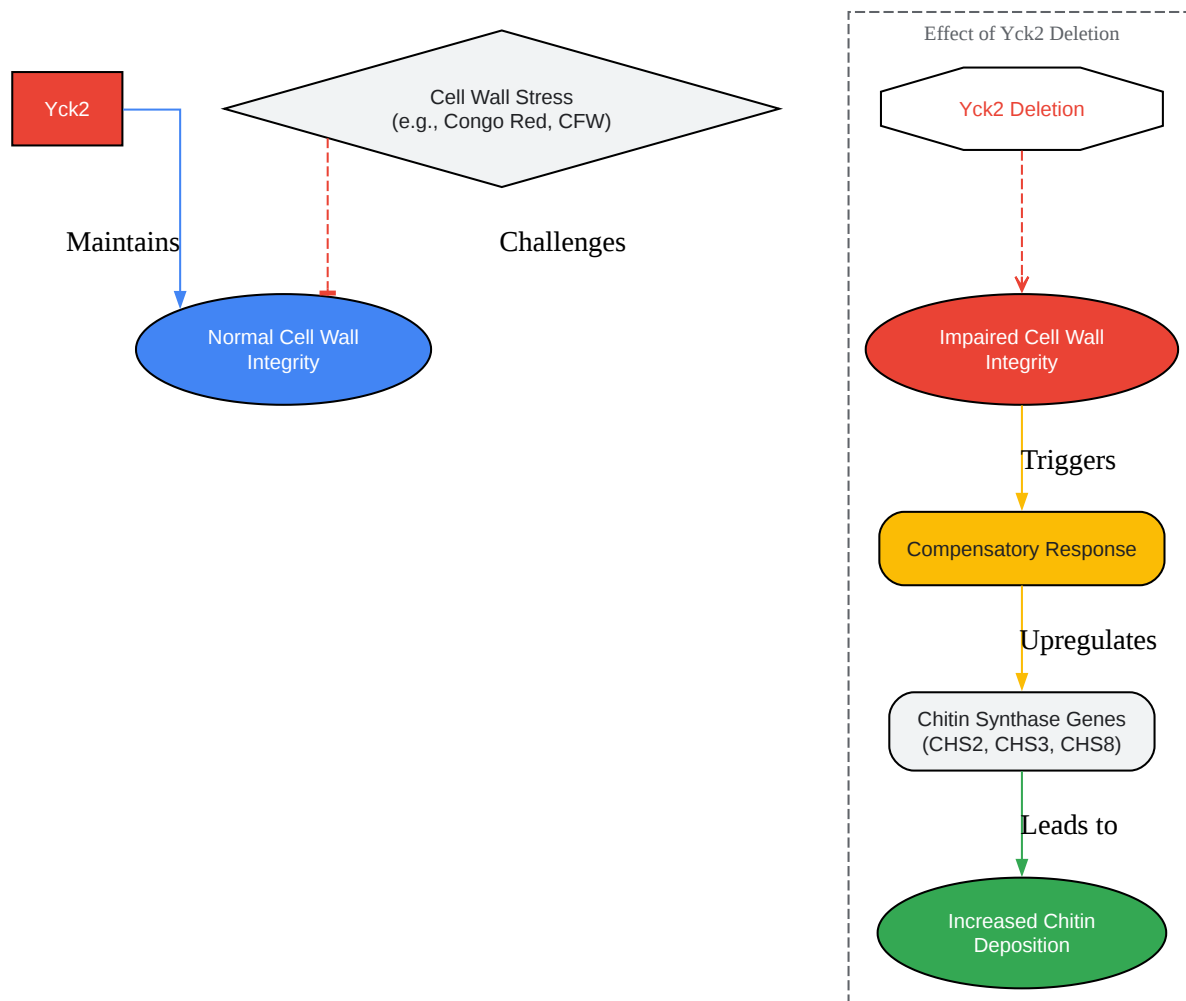 Yck2
Cell Wall Stress
(e.g., Congo Red, CFW)
Maintains
Challenges
Normal Cell Wall
Integrity
Effect of Yck2 Deletion
Yck2 Deletion
Impaired Cell Wall
Integrity
Triggers
Compensatory Response
Upregulates
Chitin Synthase Genes
(CHS2, CHS3, CHS8)
Leads to
Increased Chitin
Deposition